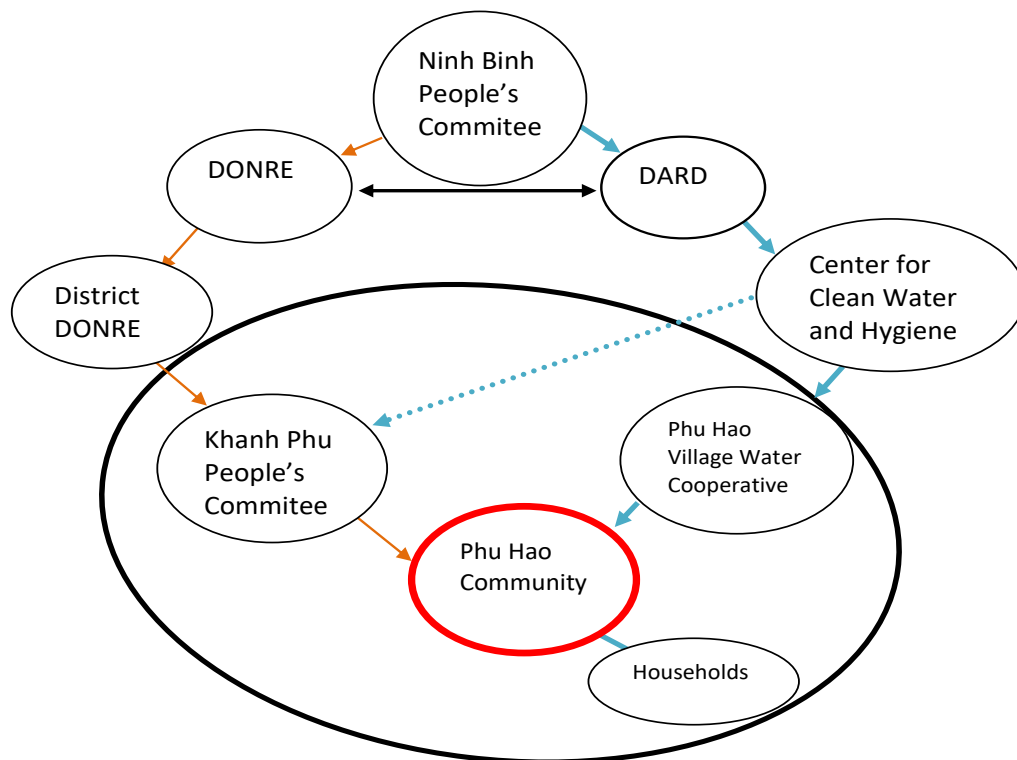 Ninh Binh
People’s
Commitee
DONRE
DARD
District
DONRE
Center for
Clean Water
and Hygiene
Khanh Phu
People’s
Commitee
Phu Hao
Village Water
Cooperative
Phu Hao
Community
Households